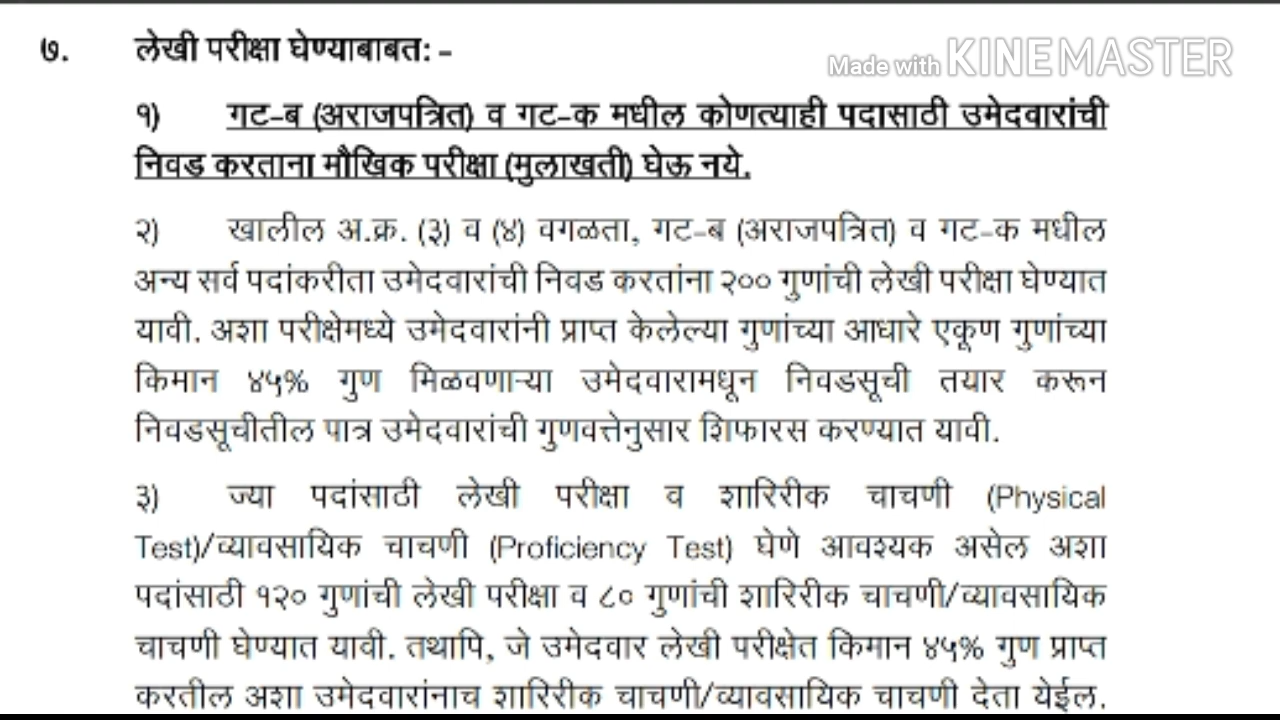 Made with KINEMASTER
७. लेखी परीक्षा घेण्याबाबत: -
१) गट-ब (अराजपत्रित) व गट-क मधील कोणत्याही पदासाठी उमेदवारांची
निवड करताना मौखिक परीक्षा (मुलाखती) घेऊ नये.
२) खालील अ.क्र. (३) व (४) वगळता, गट-ब (अराजपत्रित) व गट-क मधील
अन्य सर्व पदांकरीता उमेदवारांची निवड करतांना २०० गुणांची लेखी परीक्षा घेण्यात
यावी. अशा परीक्षेमध्ये उमेदवारांनी प्राप्त केलेल्या गुणांच्या आधारे एकूण गुणांच्या
किमान ४५% गुण मिळवणाऱ्या उमेदवारामधून निवडसूची तयार करून
निवडसूचीतील पात्र उमेदवारांची गुणवत्तेनुसार शिफारस करण्यात यावी.
३) ज्या पदांसाठी लेखी परीक्षा व शारिरीक चाचणी (Physical
Test)/व्यावसायिक चाचणी (Proficiency Test) घेणे आवश्यक असेल अशा
पदांसाठी १२० गुणांची लेखी परीक्षा व ८० गुणांची शारिरीक चाचणी/व्यावसायिक
चाचणी घेण्यात यावी. तथापि, जे उमेदवार लेखी परीक्षेत किमान ४५% गुण प्राप्त
करतील अशा उमेदवारांनाच शारिरीक चाचणी/व्यावसायिक चाचणी देता येईल.